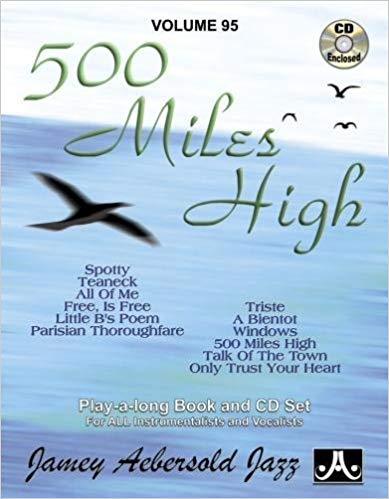 VOLUME 95
CD
Enclosed
500
Miles
High
Spotty
Teaneck
All Of Me
Free, Is Free
Little B's Poem
Parisian Thoroughfare
Triste
A Bientot
Windows
500 Miles High
Talk Of The Town
Only Trust Your Heart
Play-a-long Book and CD Set
For ALL Instrumentalists and Vocalists
Jamey Aebersold Jazz